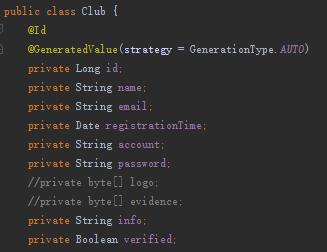 public class Club {
@Id
@GeneratedValue(strategy = GenerationType.AUTO)
private Long id;
private String name;
private String email;
private Date registrationTime;
private String account;
private String password;
//private byte[] logo;
//private byte[] evidence;
private String info;
private Boolean verified;